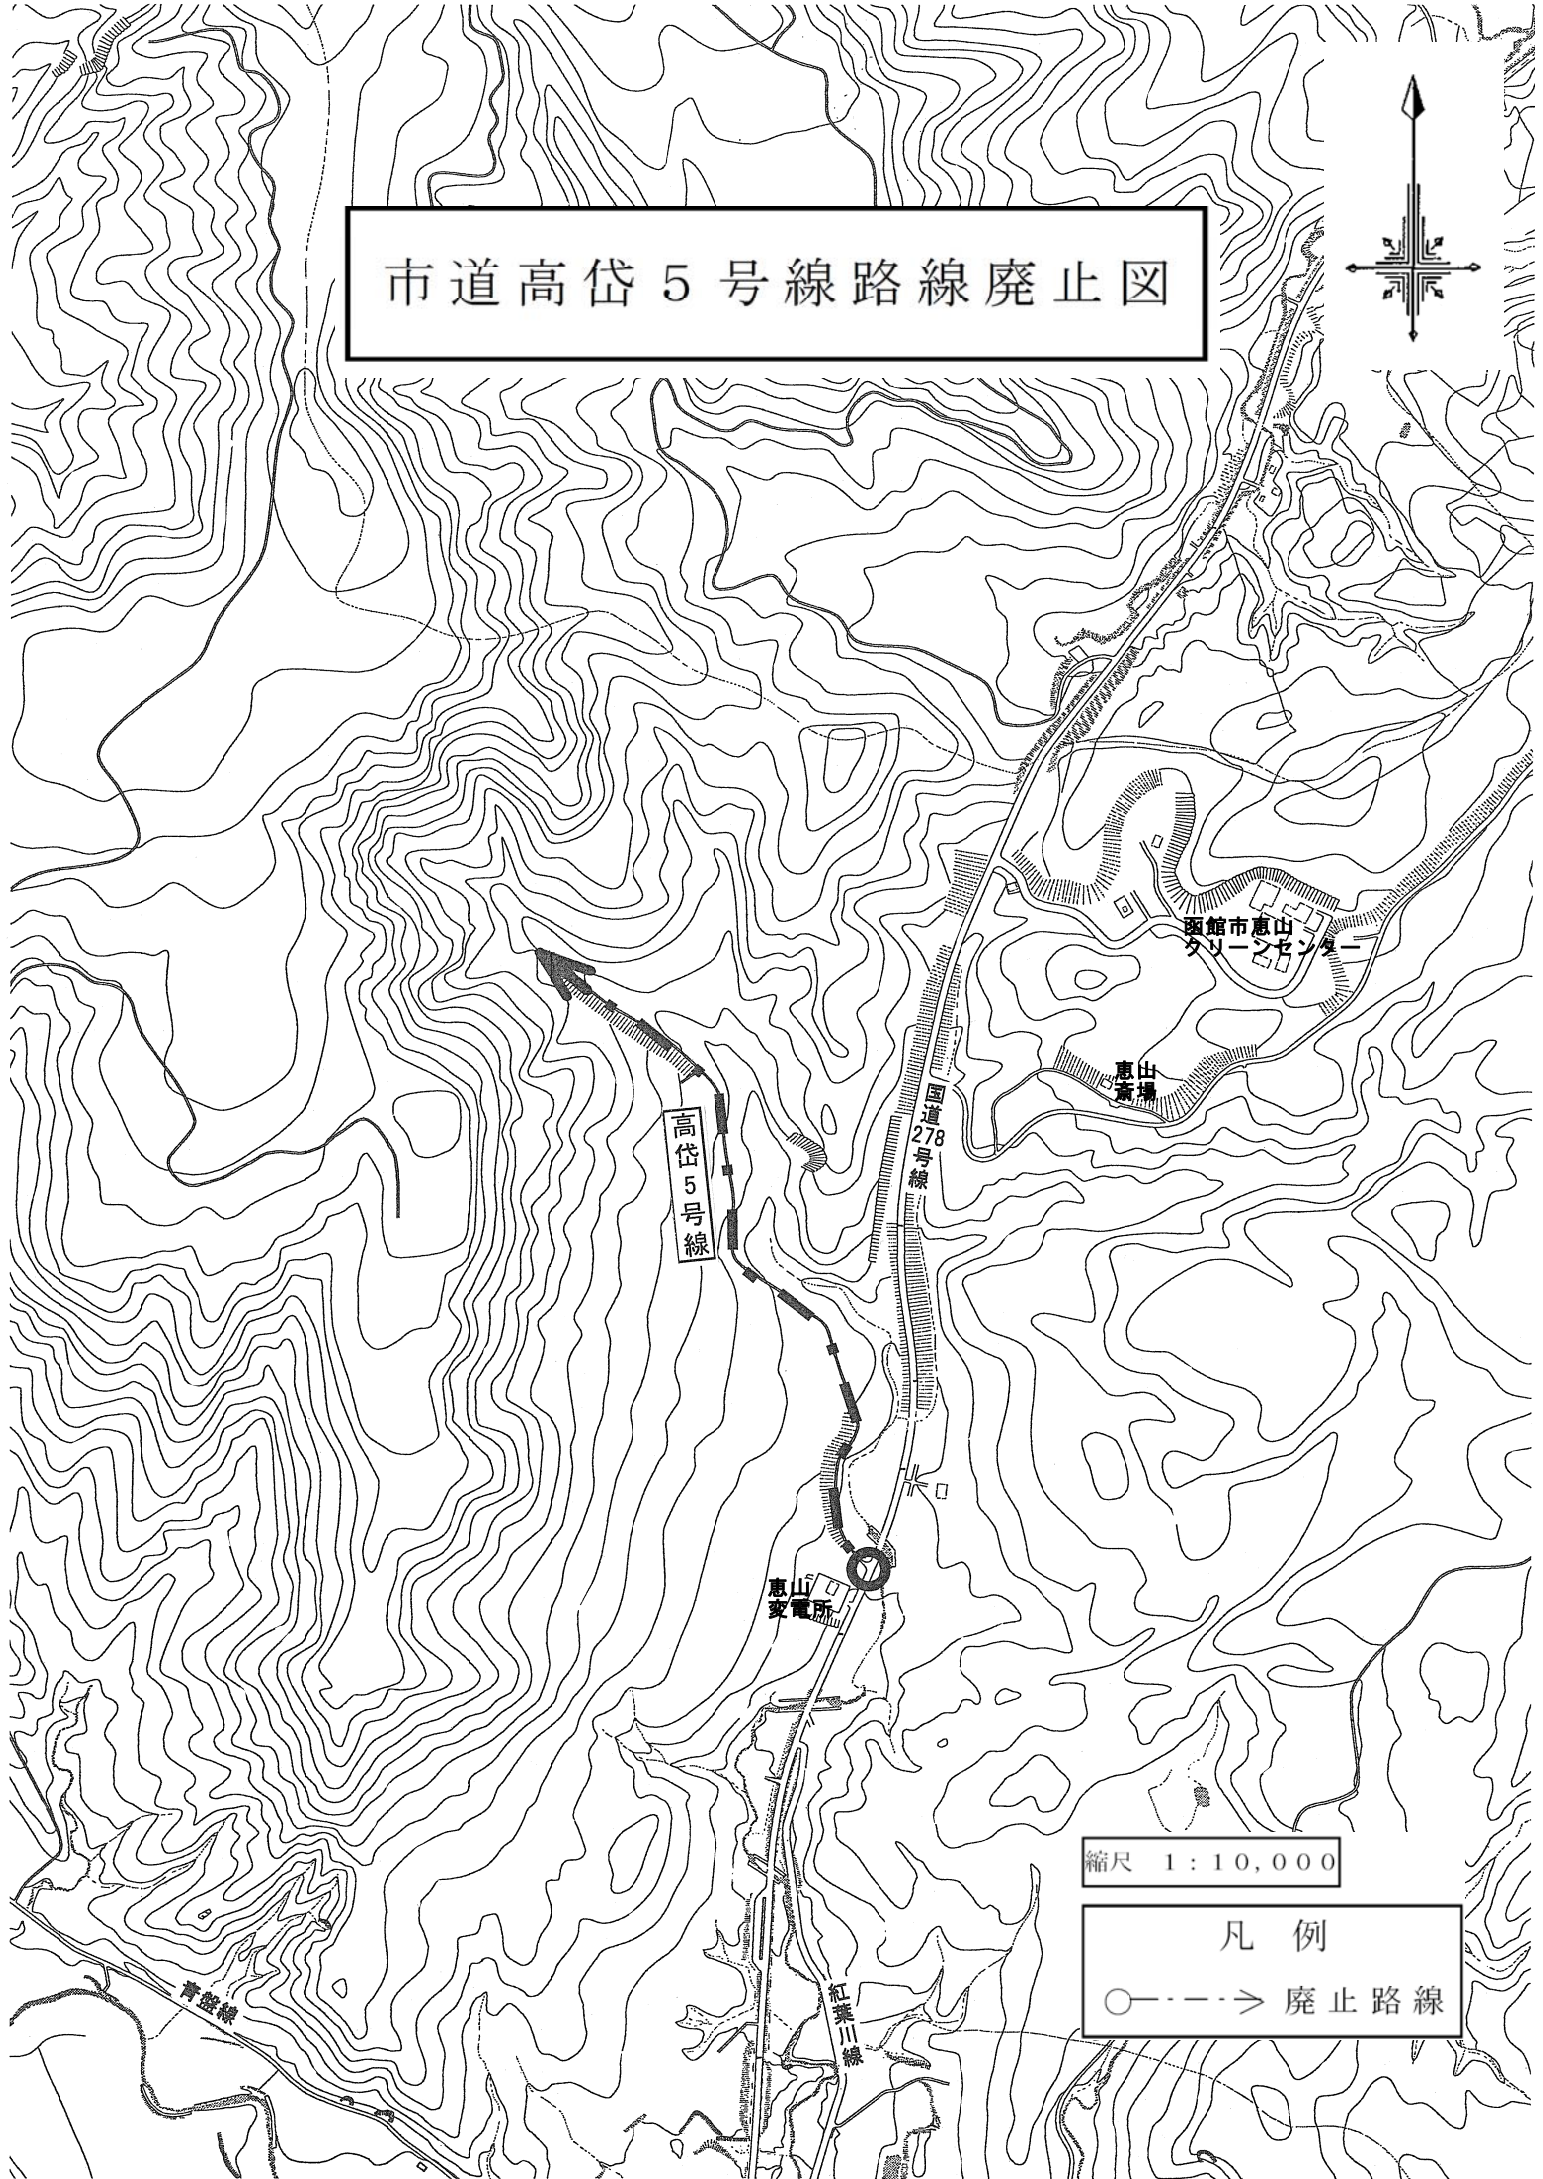 市道高岱5号線路線廃止図
函館市恵山
クリーンセンター
恵山
斎場
国道278号線
高岱5号線
恵山
変電所
縮尺 1:10,000
凡例
廃止路線
青盤線
紅葉川線